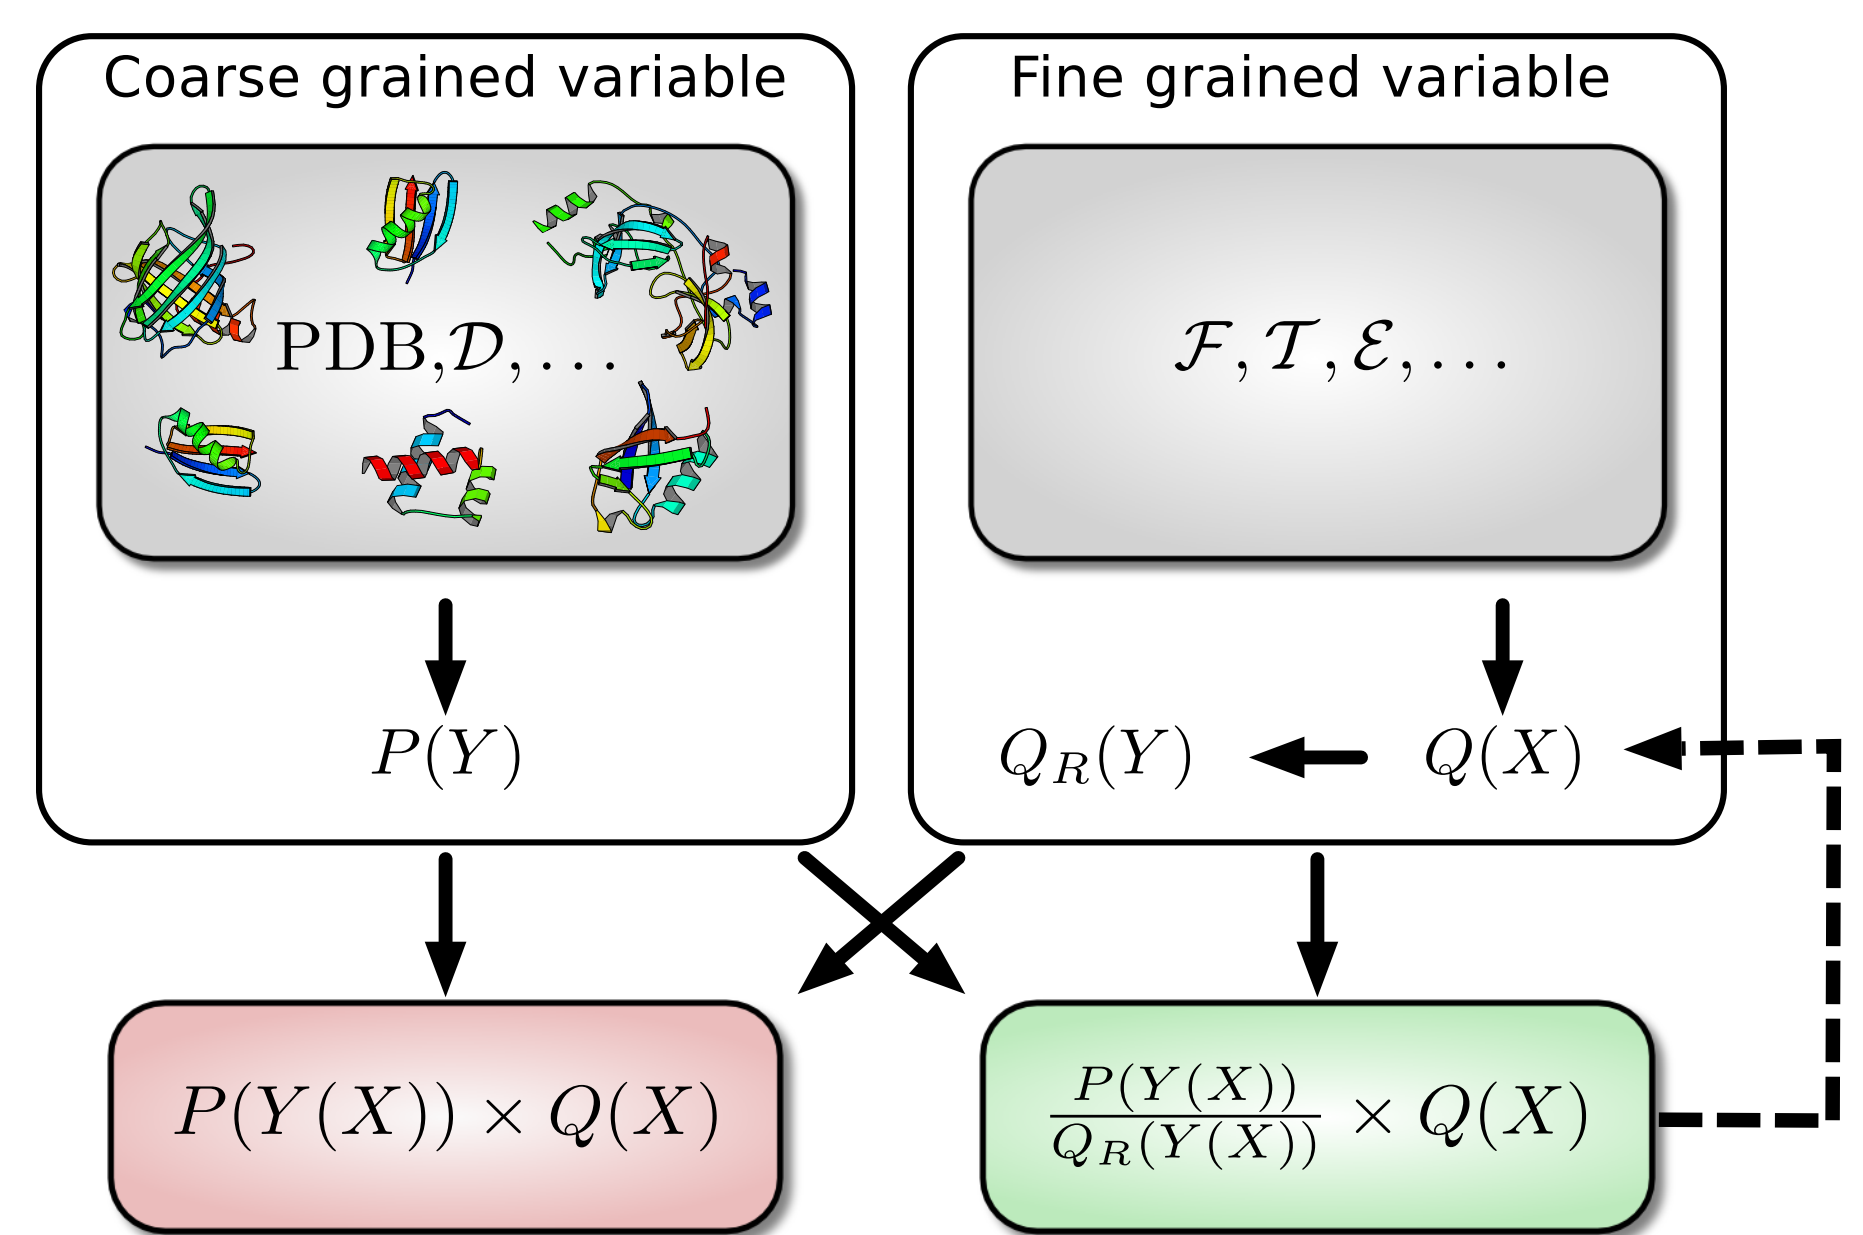 Coarse grained variable
PDB,𝒟,...
P(Y)
Fine grained variable
ℱ,𝒯,ℰ,...
Q_R(Y)
Q(X)
P(Y(X)) × Q(X)
P(Y(X))/Q_R(Y(X)) × Q(X)